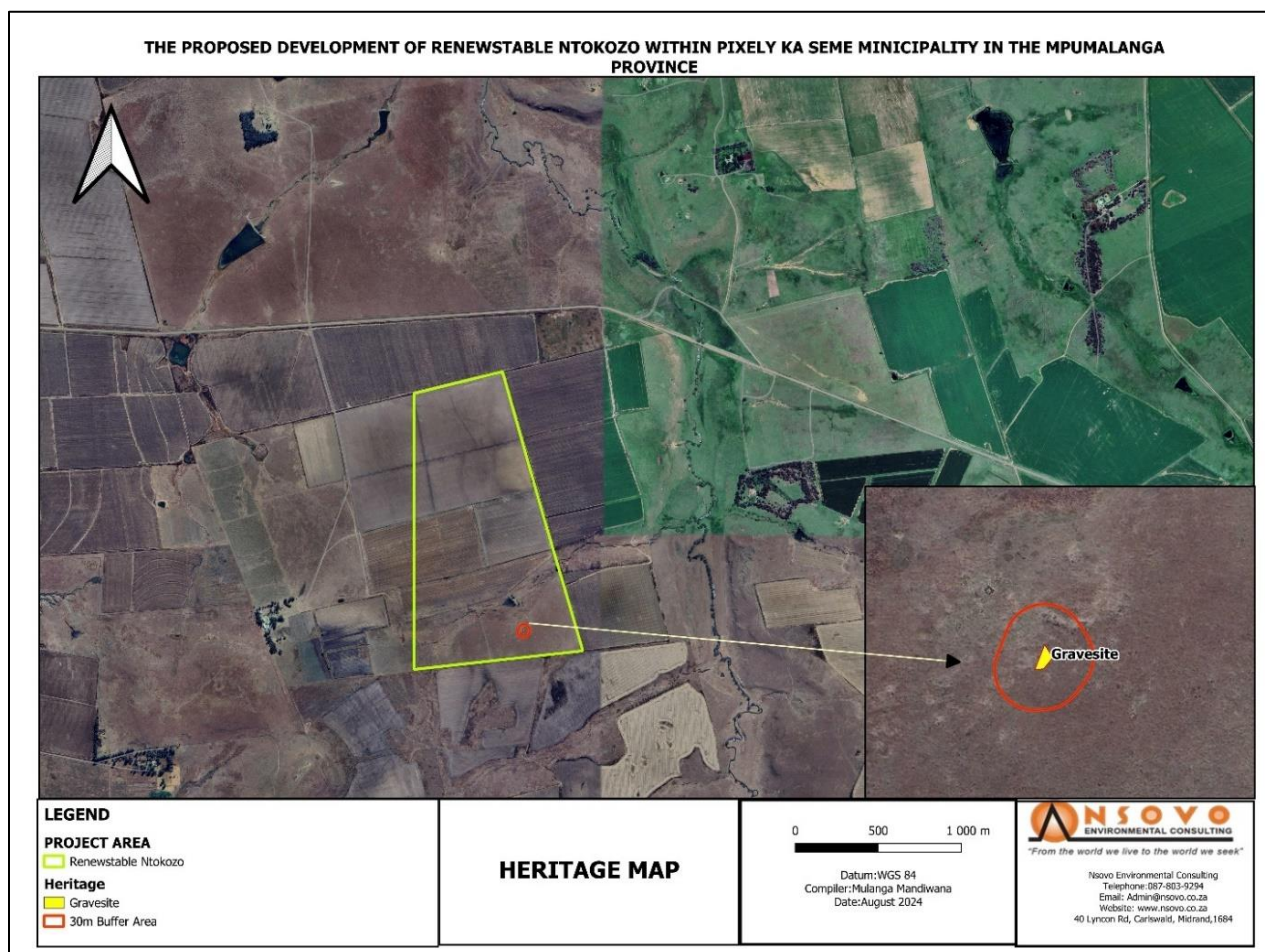 THE PROPOSED DEVELOPMENT OF RENEWSTABLE NTOKOZO WITHIN PIXELY KA SEME MINICIPALITY IN THE MPUMALANGA
PROVINCE
Gravesite
LEGEND
PROJECT AREA
Renewstable Ntokozo
Heritage
Gravesite
30m Buffer Area
HERITAGE MAP
0 500 1 000 m
Datum:WGS 84
Compiler:Mulanga Mandiwana
Date:August 2024
NSOVO
ENVIRONMENTAL CONSULTING
"From the world we live to the world we seek"
Nsovo Environmental Consulting
Telephone:087-803-9294
Email: Admin@nsovo.co.za
Website: www.nsovo.co.za
40 Lyncon Rd, Carlswald, Midrand,1684